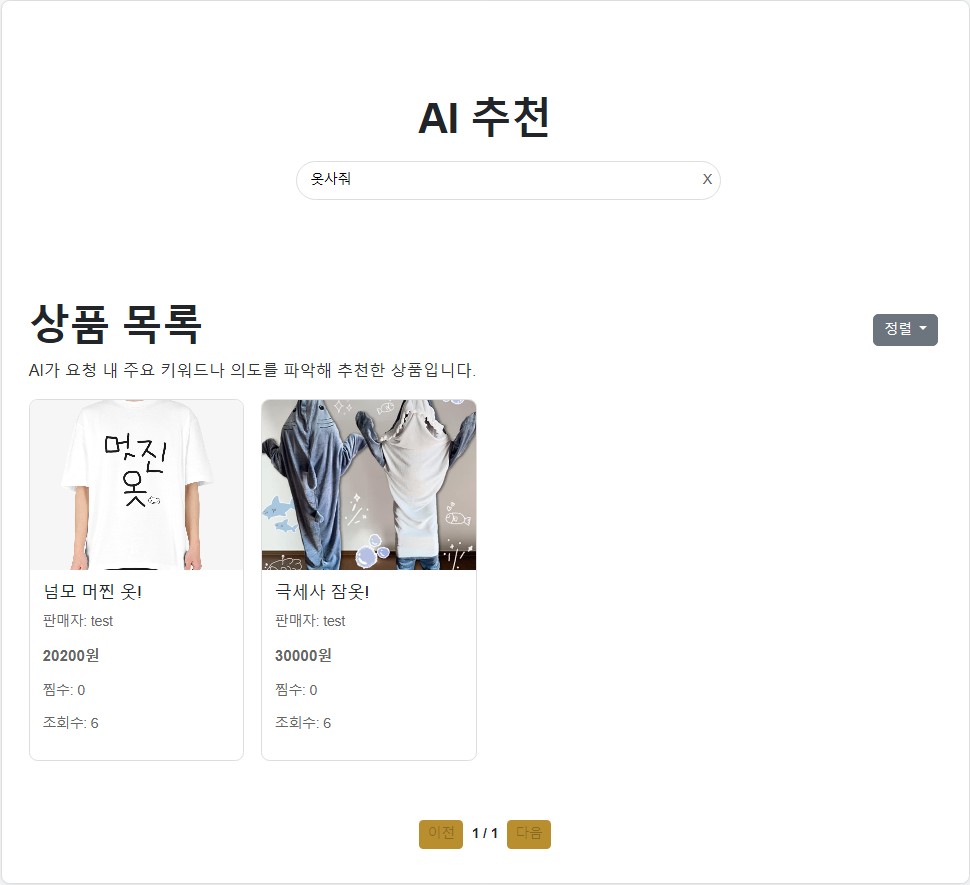 AI 추천
옷사줘
X
상품 목록
정렬
AI가 요청 내 주요 키워드나 의도를 파악해 추천한 상품입니다.
멋진
옷
넘모 머찐 옷!
판매자: test
20200원
찜수: 0
조회수: 6
극세사 잠옷!
판매자: test
30000원
찜수: 0
조회수: 6
이전
1 / 1
다음